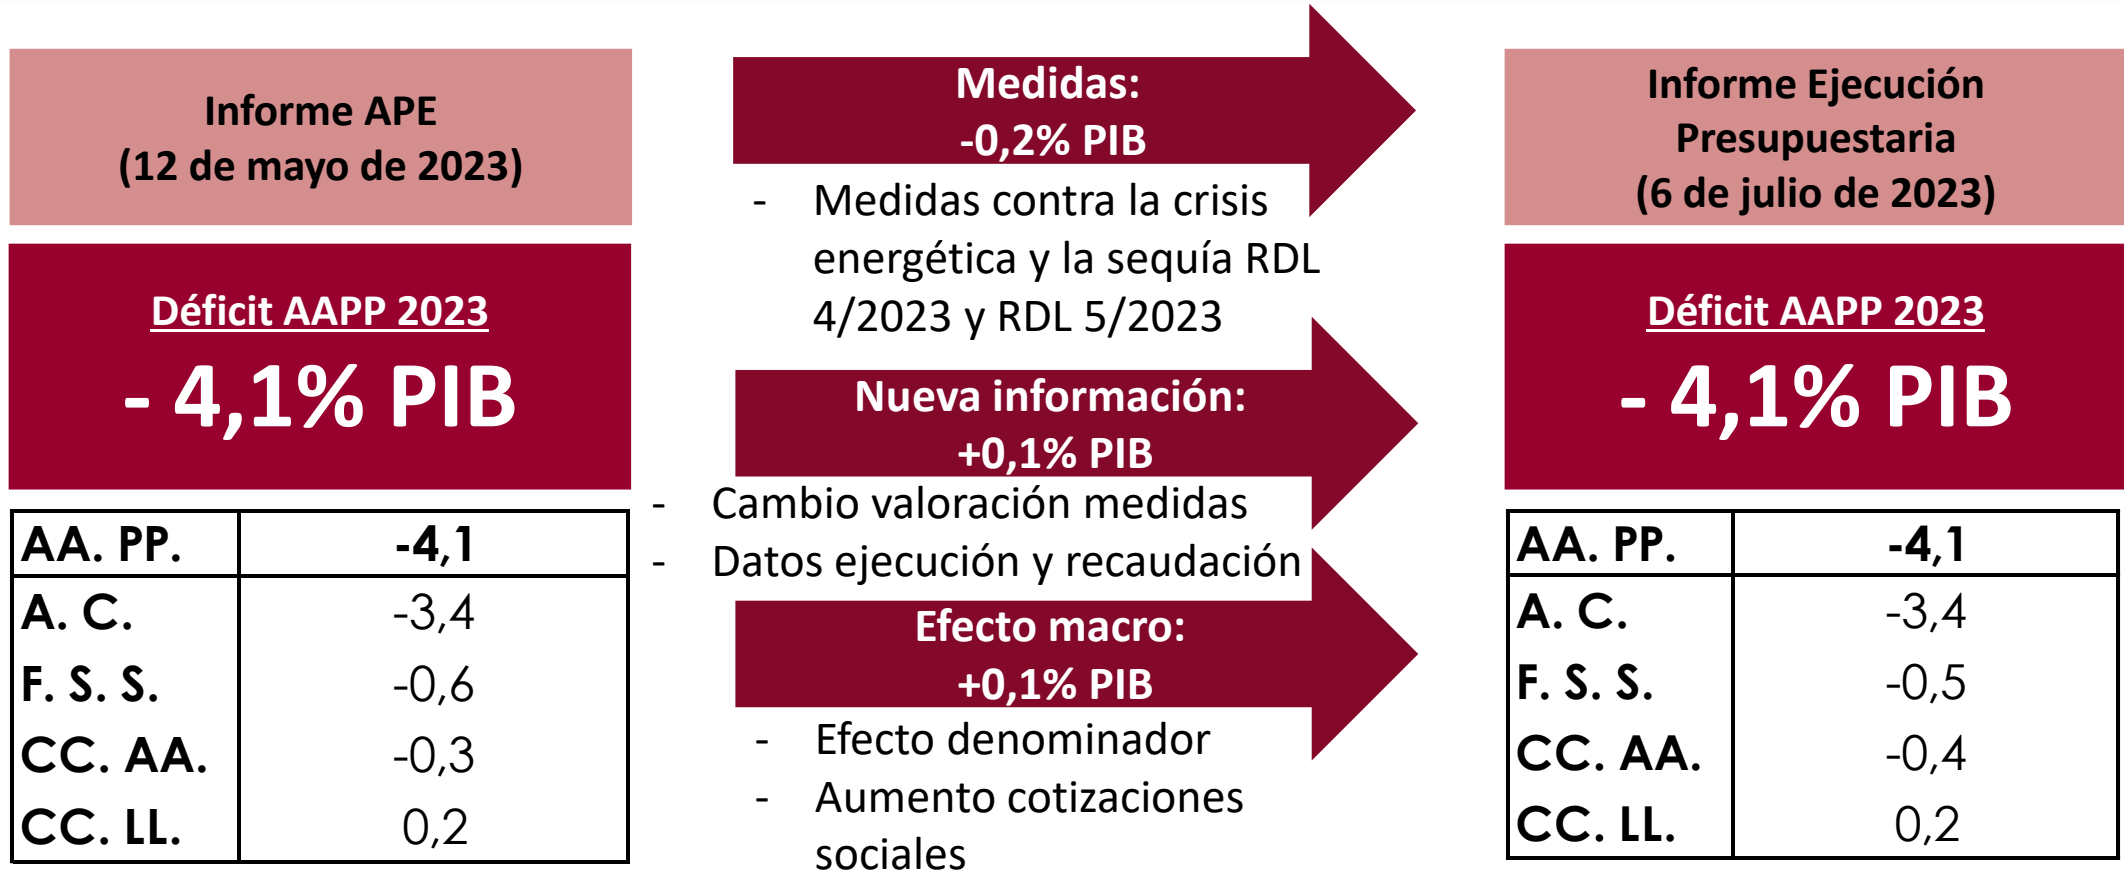 Informe APE
(12 de mayo de 2023)
Déficit AAPP 2023
- 4,1% PIB
AA. PP. -4,1
A. C. -3,4
F. S. S. -0,6
CC. AA. -0,3
CC. LL. 0,2
Medidas:
-0,2% PIB
- Medidas contra la crisis
energética y la sequía RDL
4/2023 y RDL 5/2023
Nueva información:
+0,1% PIB
- Cambio valoración medidas
- Datos ejecución y recaudación
Efecto macro:
+0,1% PIB
- Efecto denominador
- Aumento cotizaciones
sociales
Informe Ejecución
Presupuestaria
(6 de julio de 2023)
Déficit AAPP 2023
- 4,1% PIB
AA. PP. -4,1
A. C. -3,4
F. S. S. -0,5
CC. AA. -0,4
CC. LL. 0,2